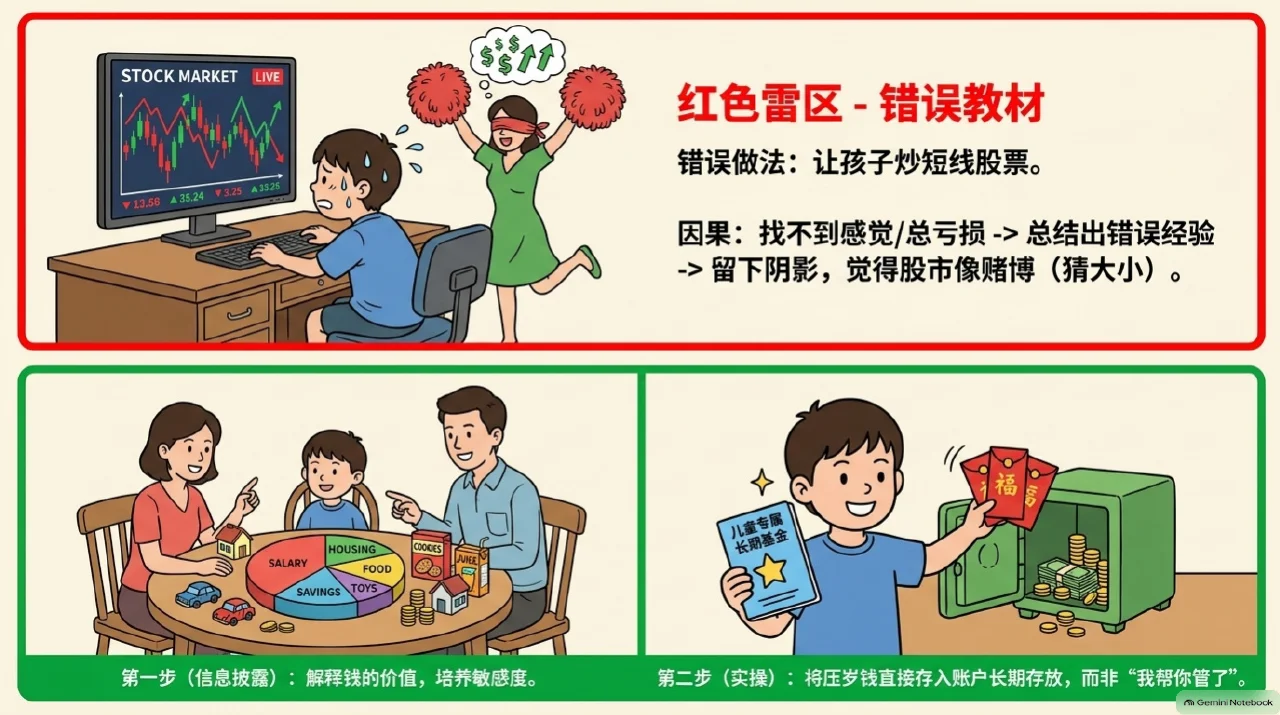 STOCK MARKET LIVE
▼13.56 ▲35.24 ▼3.25 ▲33.25
$ $ $ $ $
红色雷区 - 错误教材
错误做法：让孩子炒短线股票。
因果：找不到感觉/总亏损 -> 总结出错误经验
-> 留下阴影，觉得股市像赌博（猜大小）。
SALARY
HOUSING
FOOD
TOYS
SAVINGS
COOKIES
第一步（信息披露）：解释钱的价值，培养敏感度。
儿童专属
长期基金
福
福
第二步（实操）：将压岁钱直接存入账户长期存放，而非“我帮你管了”。
Gemini Notebook